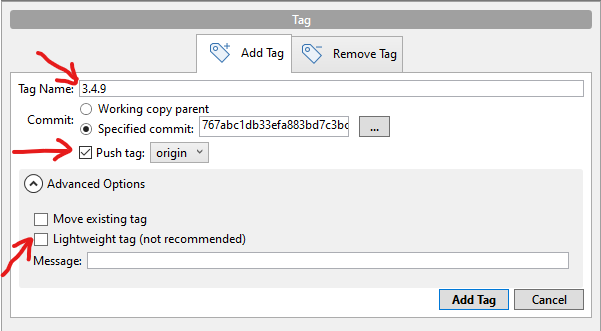 Tag
Add Tag
Remove Tag
Tag Name: 3.4.9
Commit: Working copy parent
Specified commit: 767abc1db33efa883bd7c3bc ...
Push tag: origin
Advanced Options
Move existing tag
Lightweight tag (not recommended)
Message:
Add Tag Cancel